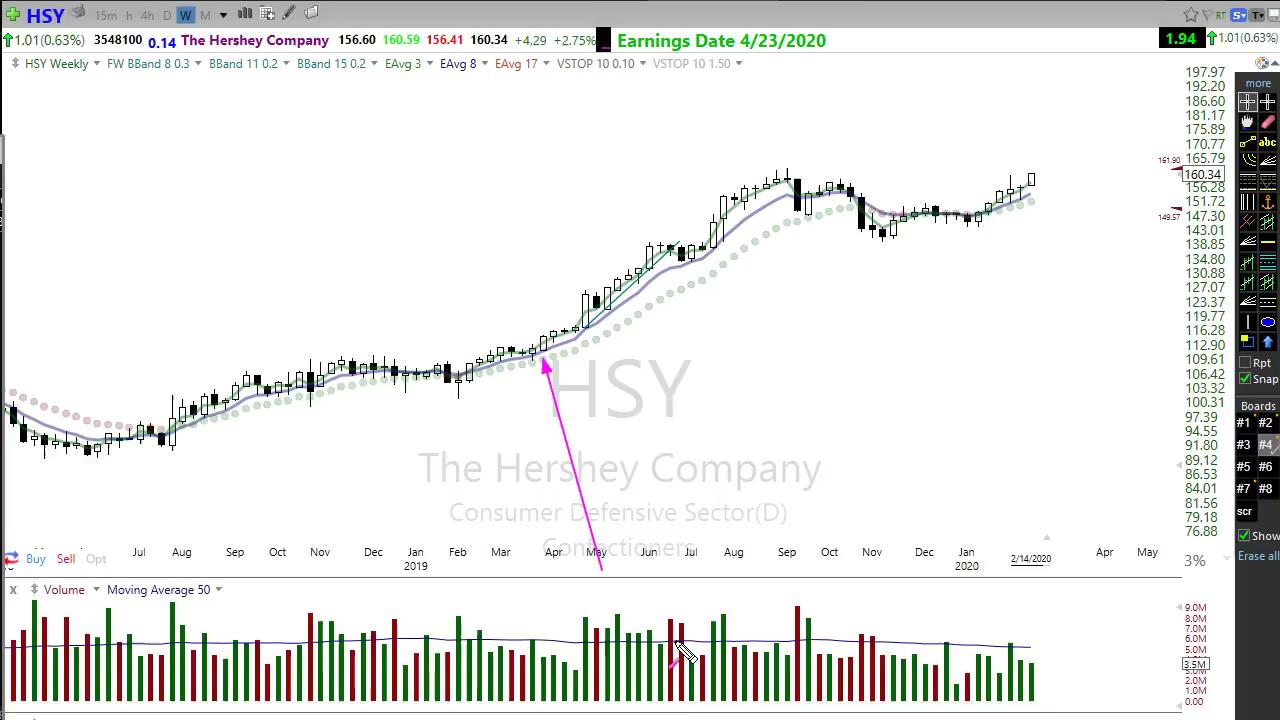 HSY 15m h 4h D W M RT S T
1.01(0.63%) 3548100 0.14 The Hershey Company 156.60 160.59 156.41 160.34 +4.29 +2.75% Earnings Date 4/23/2020 1.94 1.01(0.63%)
HSY Weekly FW BBand 8 0.3 BBand 11 0.2 BBand 15 0.2 EAvg 3 EAvg 8 EAvg 17 VSTOP 10 0.10 VSTOP 10 1.50
197.97
192.20
186.60
181.17
175.89
170.77
165.79
161.90
160.34
156.28
151.72
149.57
147.30
143.01
138.85
134.80
130.88
127.07
123.37
119.77
116.28
112.90
109.61
106.42
103.32
100.31
97.39
94.55
91.80
89.12
86.53
84.01
81.56
79.18
76.88
more
abc
Rpt
Snap
Boards
#1 #2
#3 #4
#5 #6
#7 #8
scr
Show
Erase all
HSY
The Hershey Company
Consumer Defensive Sector(D)
Confectioners
Buy Sell Opt
Jul Aug Sep Oct Nov Dec 2019 Feb Mar Apr May Jun Jul Aug Sep Oct Nov Dec Jan 2020 2/14/2020 Apr May
3%
x Volume Moving Average 50
9.0M
8.0M
7.0M
6.0M
5.0M
3.5M
2.0M
1.0M
0.00